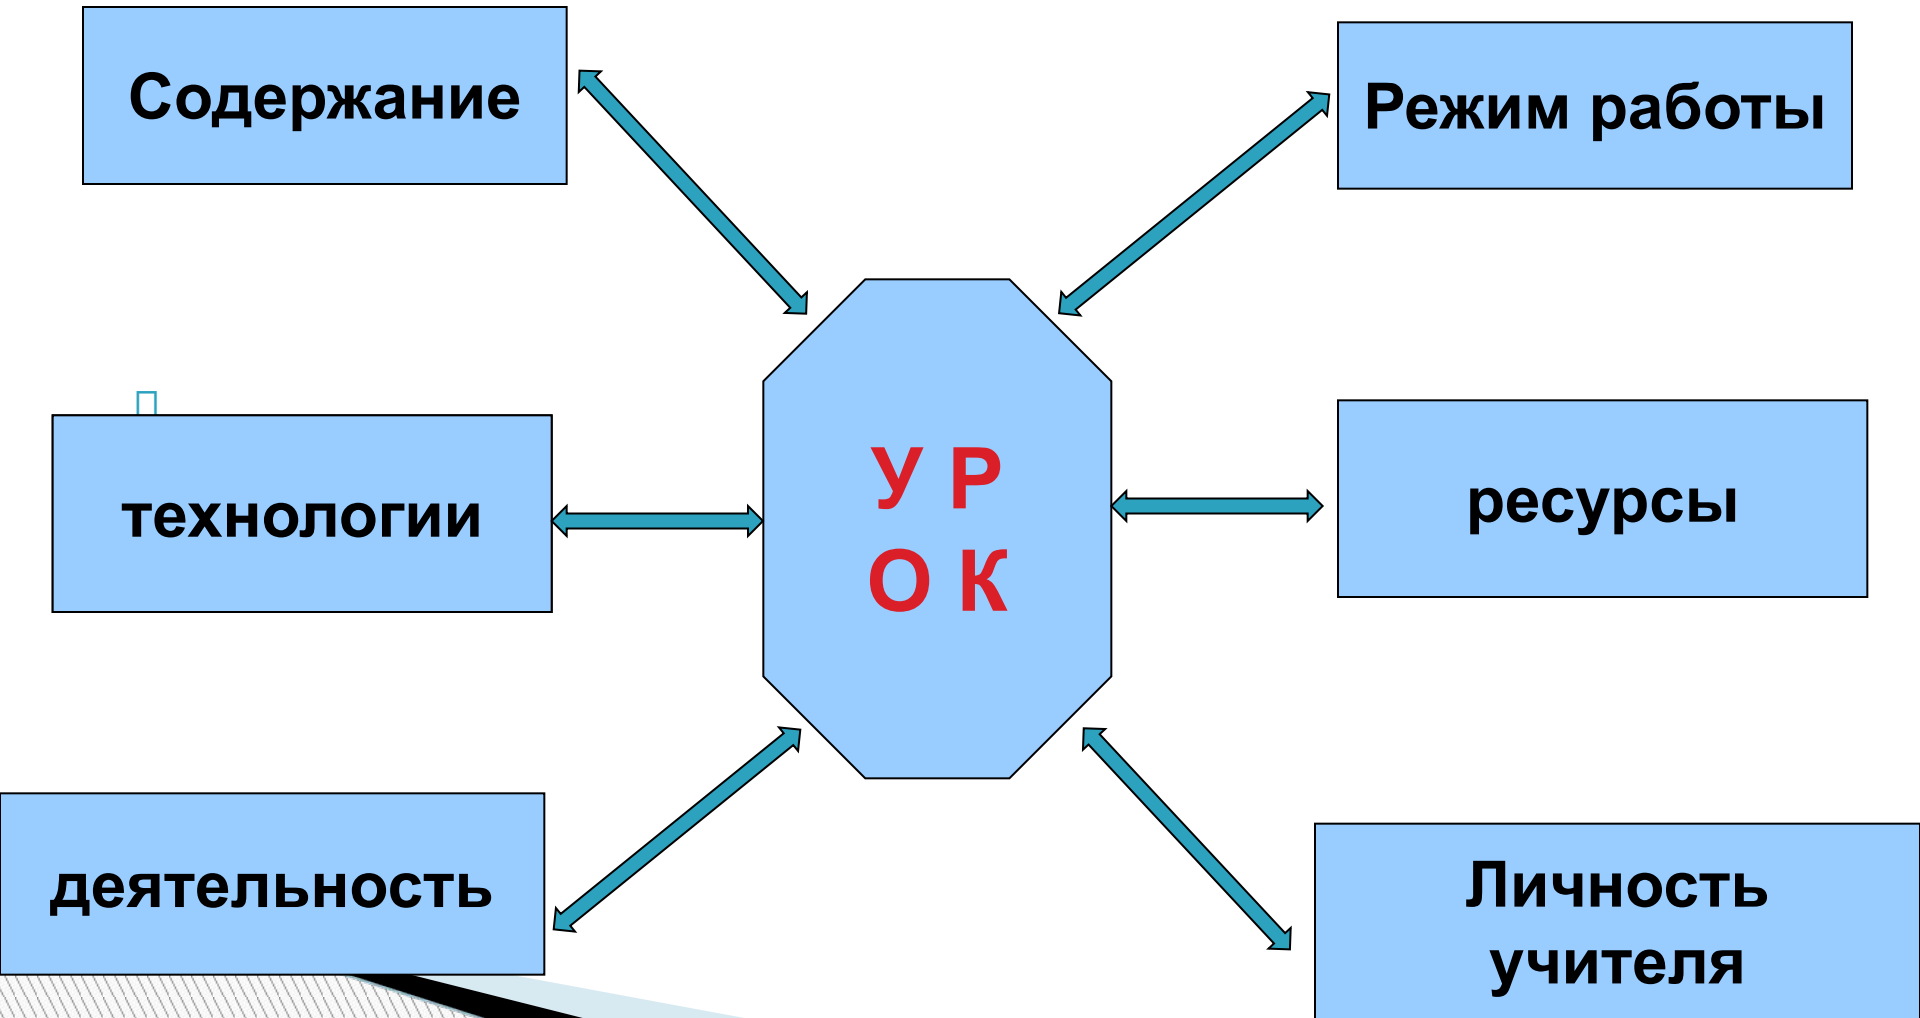 Содержание
Режим работы
У Р
О К
технологии
ресурсы
деятельность
Личность
учителя